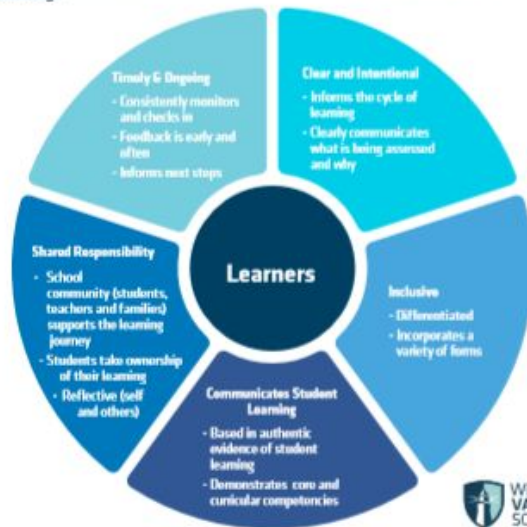 Timely & Ongoing
- Consistently monitors
and checks in
- Feedback is early and
often
- Informs next steps
Clear and Intentional
- Informs the cycle of
learning
- Clearly communicates
what is being assessed
and why
Inclusive
- Differentiated
- Incorporates a
variety of forms
Communicates Student
Learning
- Based in authentic
evidence of student
learning
- Demonstrates core and
curricular competencies
Shared Responsibility
- School
community (students,
teachers and families)
supports the learning
journey
- Students take ownership
of their learning
- Reflective (self
and others)
Learners